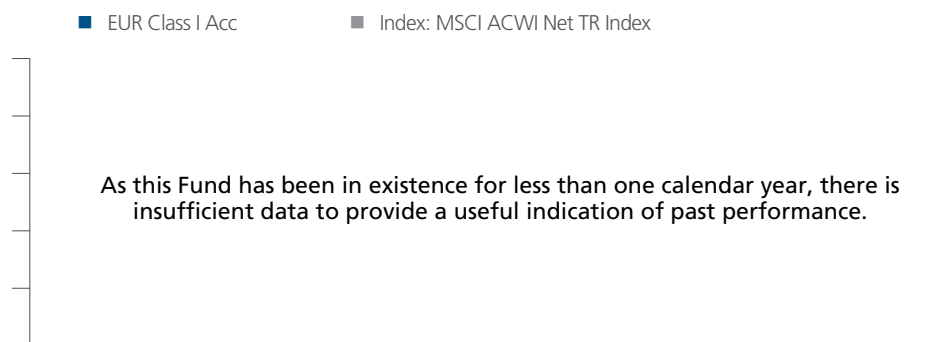 EUR Class I Acc Index: MSCI ACWI Net TR Index
As this Fund has been in existence for less than one calendar year, there is
insufficient data to provide a useful indication of past performance.